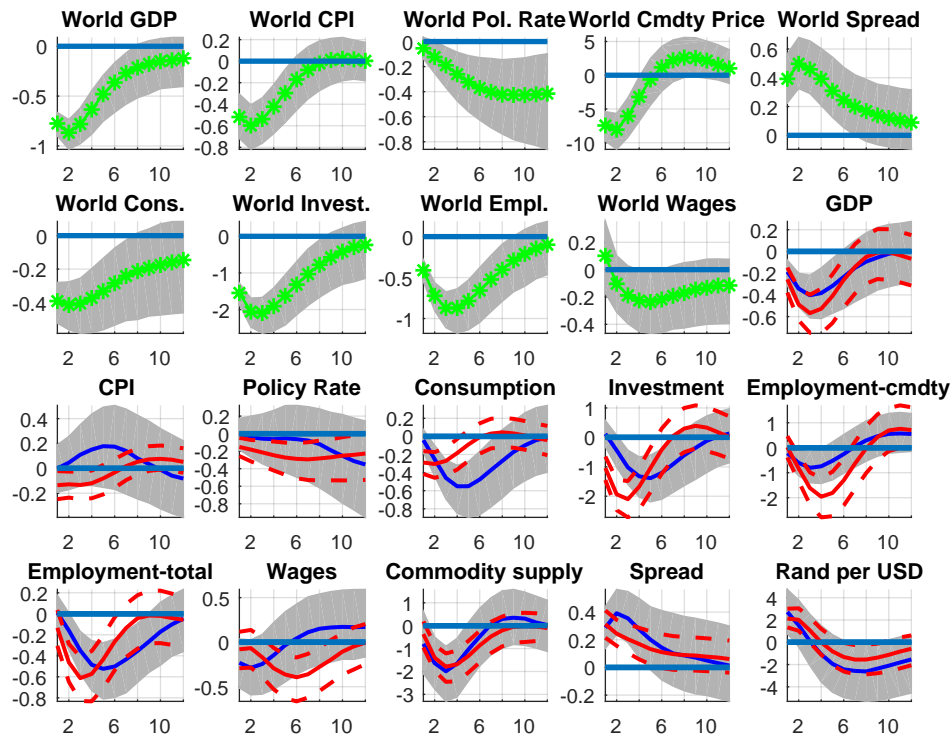 World GDP World CPI World Pol. Rate World Cmdty Price World Spread
0 -0.5 -1
0.2 0 -0.2 -0.4 -0.6 -0.8
0 -0.2 -0.4 -0.6 -0.8
5 0 -5 -10
0.6 0.4 0.2 0
2 6 10 2 6 10 2 6 10 2 6 10 2 6 10
World Cons. World Invest. World Empl. World Wages GDP
0 -0.2 -0.4
0 -1 -2
0 -0.5 -1
0.2 0 -0.2 -0.4
0.2 0 -0.2 -0.4 -0.6
2 6 10 2 6 10 2 6 10 2 6 10 2 6 10
CPI Policy Rate Consumption Investment Employment-cmdty
0.4 0.2 0 -0.2
0.2 0 -0.2 -0.4 -0.6 -0.8
0.2 0 -0.2 -0.4 -0.6 -0.8
1 0 -1 -2
1 0 -1 -2
2 6 10 2 6 10 2 6 10 2 6 10 2 6 10
Employment-total Wages Commodity supply Spread Rand per USD
0.2 0 -0.2 -0.4 -0.6 -0.8
0.5 0 -0.5
1 0 -1 -2 -3
0.4 0.2 0 -0.2
2 0 -2 -4
2 6 10 2 6 10 2 6 10 2 6 10 2 6 10